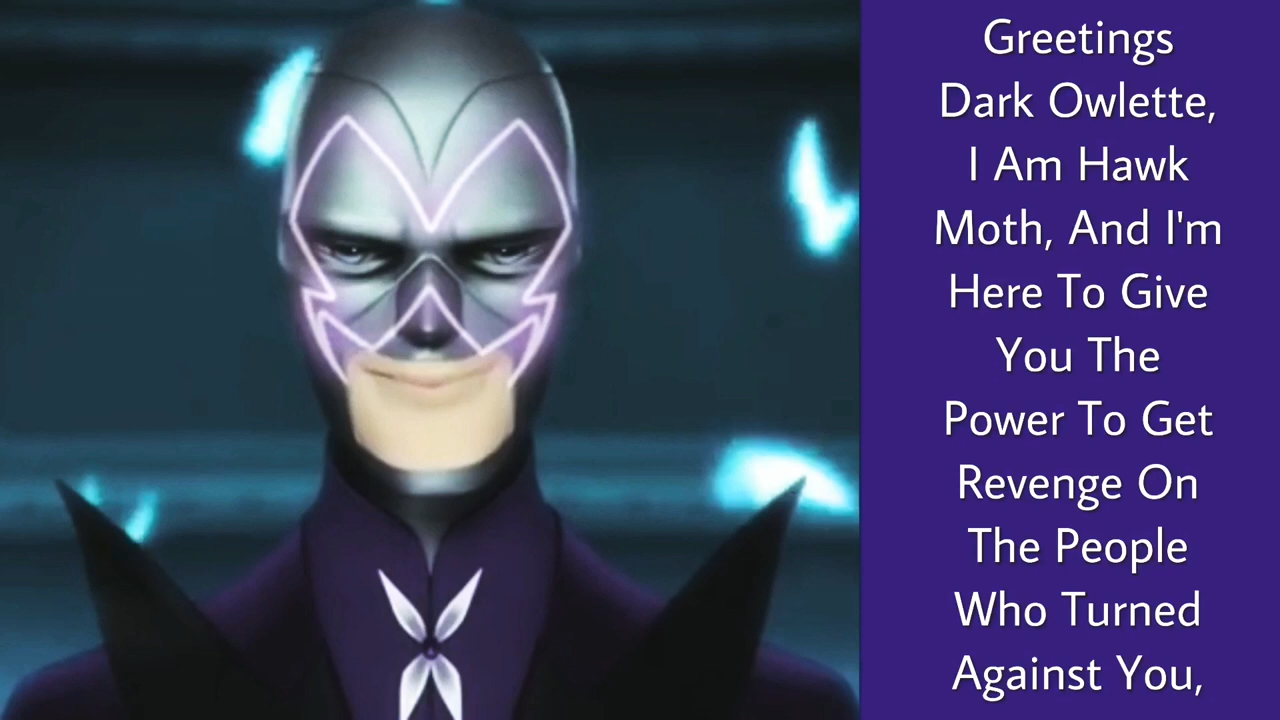 Greetings
Dark Owlette,
I Am Hawk
Moth, And I'm
Here To Give
You The
Power To Get
Revenge On
The People
Who Turned
Against You,